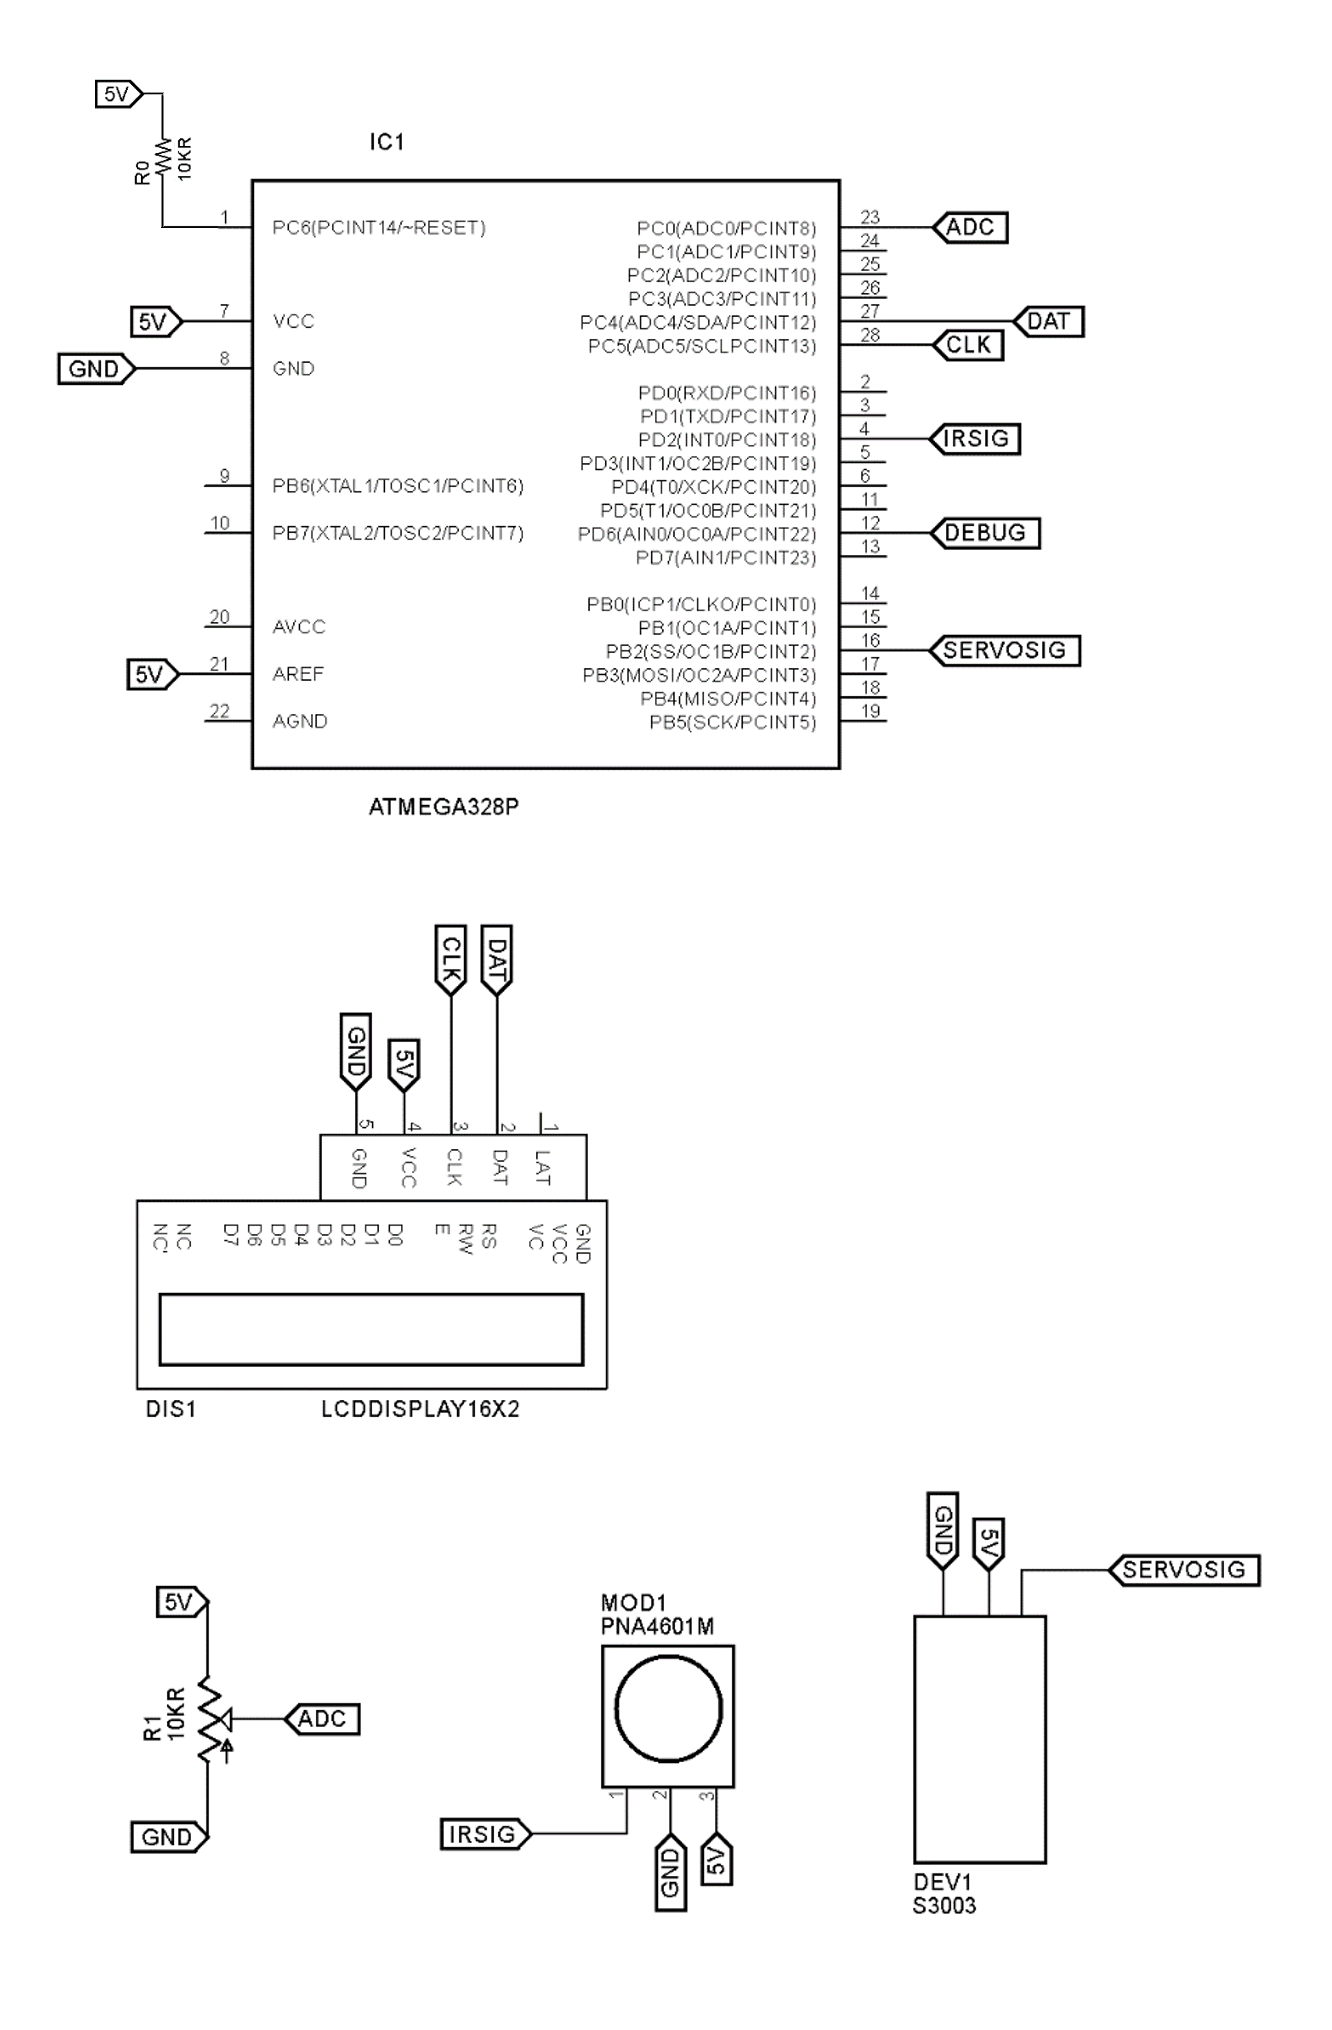 5V
R0
10KR
IC1
1
PC6(PCINT14/~RESET)
5V
7
VCC
GND
8
GND
9
PB6(XTAL1/TOSC1/PCINT6)
10
PB7(XTAL2/TOSC2/PCINT7)
20
AVCC
5V
21
AREF
22
AGND
PC0(ADC0/PCINT8)
23
ADC
PC1(ADC1/PCINT9)
24
PC2(ADC2/PCINT10)
25
PC3(ADC3/PCINT11)
26
PC4(ADC4/SDA/PCINT12)
27
DAT
PC5(ADC5/SCLPCINT13)
28
CLK
PD0(RXD/PCINT16)
2
PD1(TXD/PCINT17)
3
PD2(INT0/PCINT18)
4
IRSIG
PD3(INT1/OC2B/PCINT19)
5
PD4(T0/XCK/PCINT20)
6
PD5(T1/OC0B/PCINT21)
11
PD6(AIN0/OC0A/PCINT22)
12
DEBUG
PD7(AIN1/PCINT23)
13
PB0(ICP1/CLKO/PCINT0)
14
PB1(OC1A/PCINT1)
15
PB2(SS/OC1B/PCINT2)
16
SERVOSIG
PB3(MOSI/OC2A/PCINT3)
17
PB4(MISO/PCINT4)
18
PB5(SCK/PCINT5)
19
ATMEGA328P
GND
5V
CLK
DAT
5
4
3
2
1
GND
VCC
CLK
DAT
LAT
NC'
NC
D7
D6
D5
D4
D3
D2
D1
D0
E
RW
RS
VC
VCC
GND
DIS1
LCDDISPLAY16X2
5V
R1
10KR
ADC
GND
MOD1
PNA4601M
1
2
3
IRSIG
GND
5V
GND
5V
SERVOSIG
DEV1
S3003